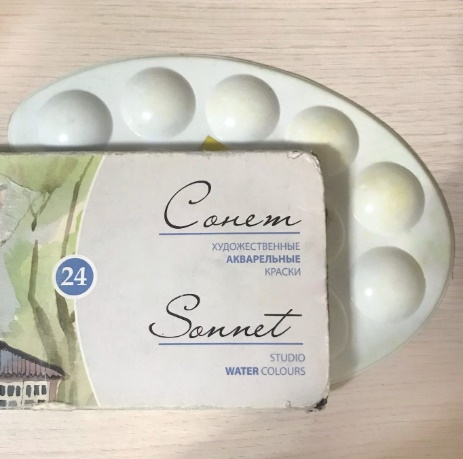 Сонет
ХУДОЖЕСТВЕННЫЕ
АКВАРЕЛЬНЫЕ
КРАСКИ
24
Sonnet
STUDIO
WATER COLOURS